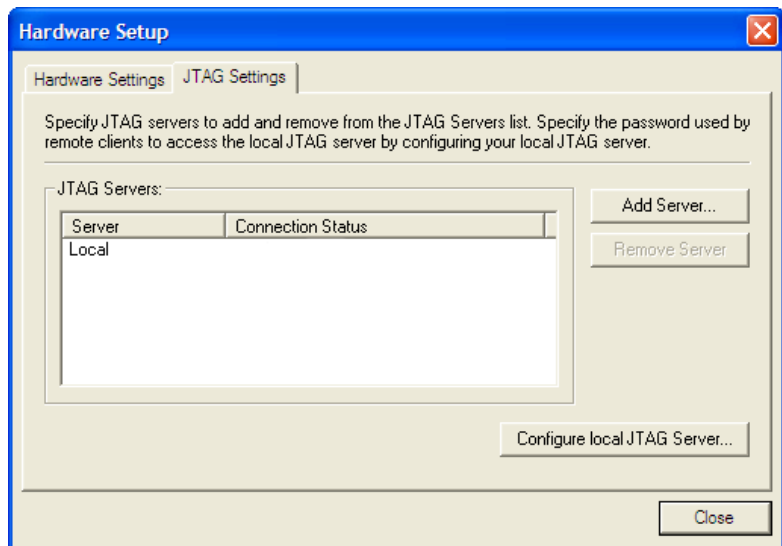 Hardware Setup
Hardware Settings
JTAG Settings
Specify JTAG servers to add and remove from the JTAG Servers list. Specify the password used by
remote clients to access the local JTAG server by configuring your local JTAG server.
JTAG Servers:
Server
Connection Status
Local
Add Server...
Remove Server
Configure local JTAG Server...
Close